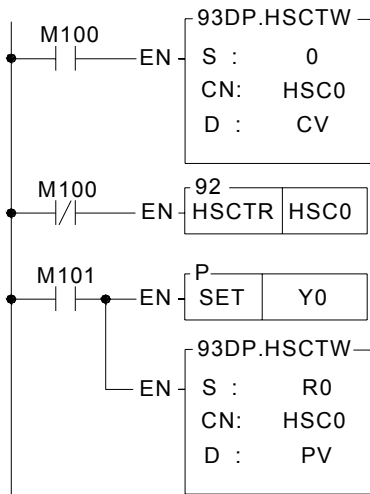 93DP.HSCTW
M100
EN S : 0
CN: HSC0
D : CV
M100
92
EN HSCTR HSC0
M101
P
EN SET Y0
93DP.HSCTW
EN S : R0
CN: HSC0
D : PV